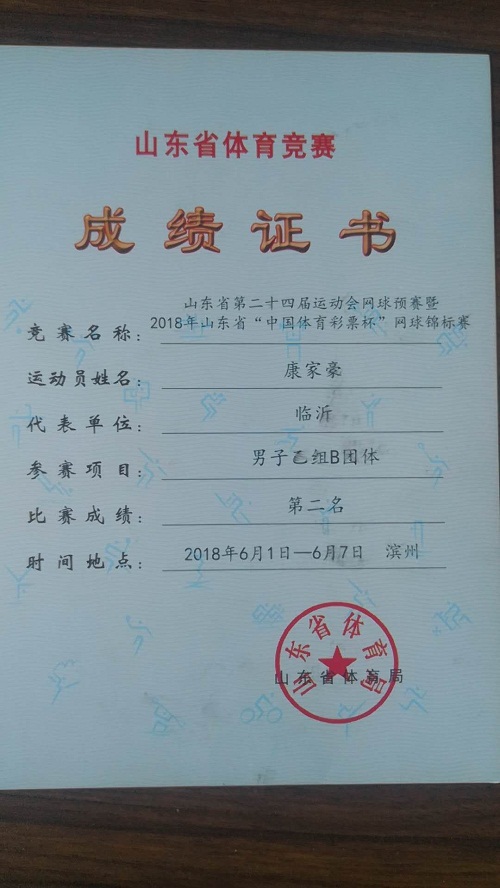 山东省体育竞赛
成绩证书
山东省第二十四届运动会网球预赛暨
竞赛名称：2018年山东省“中国体育彩票杯”网球锦标赛
运动员姓名：康家豪
代表单位：临沂
参赛项目：男子乙组B团体
比赛成绩：第二名
时间地点：2018年6月1日—6月7日 滨州
山东省体育局
山东省体育局